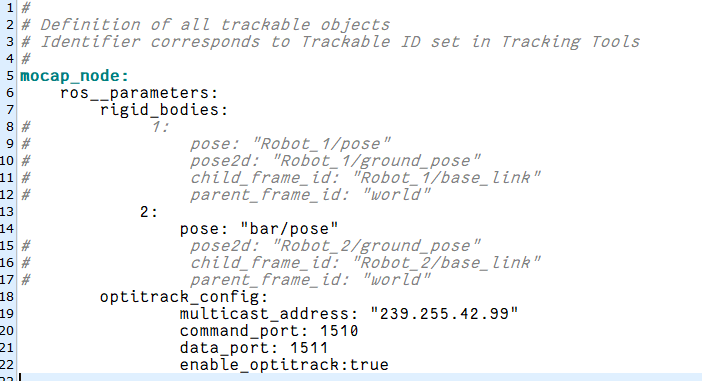 1 #
2 # Definition of all trackable objects
3 # Identifier corresponds to Trackable ID set in Tracking Tools
4 #
5 mocap_node:
6     ros__parameters:
7         rigid_bodies:
8 #            1:
9 #                pose: "Robot_1/pose"
10 #                pose2d: "Robot_1/ground_pose"
11 #                child_frame_id: "Robot_1/base_link"
12 #                parent_frame_id: "world"
13             2:
14                 pose: "bar/pose"
15 #                pose2d: "Robot_2/ground_pose"
16 #                child_frame_id: "Robot_2/base_link"
17 #                parent_frame_id: "world"
18         optitrack_config:
19                 multicast_address: "239.255.42.99"
20                 command_port: 1510
21                 data_port: 1511
22                 enable_optitrack:true